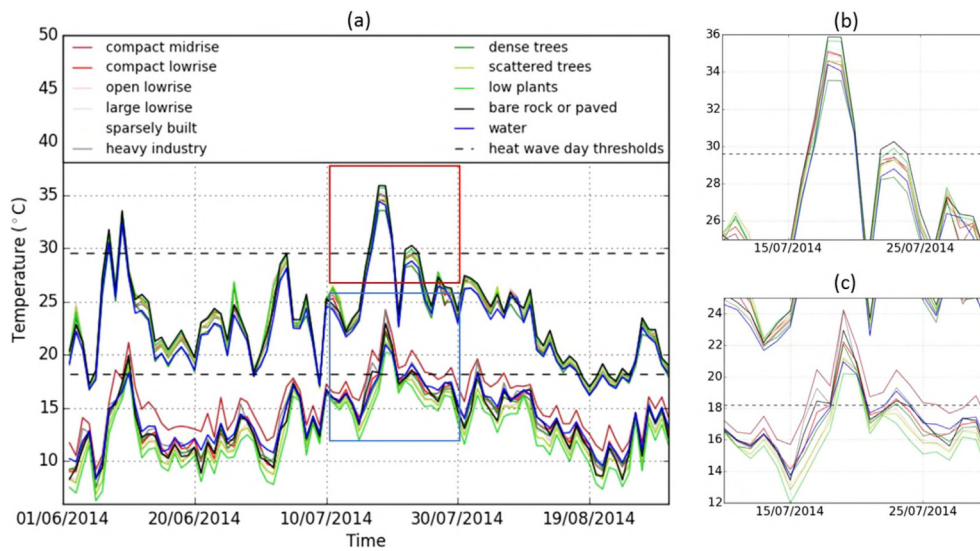 (a)
50
45
40
35
30
25
20
15
10
Temperature (°C)
compact midrise
compact lowrise
open lowrise
large lowrise
sparsely built
heavy industry
dense trees
scattered trees
low plants
bare rock or paved
water
heat wave day thresholds
01/06/2014 20/06/2014 10/07/2014 30/07/2014 19/08/2014
Time
(b)
36
34
32
30
28
26
15/07/2014 25/07/2014
(c)
24
22
20
18
16
14
12
15/07/2014 25/07/2014